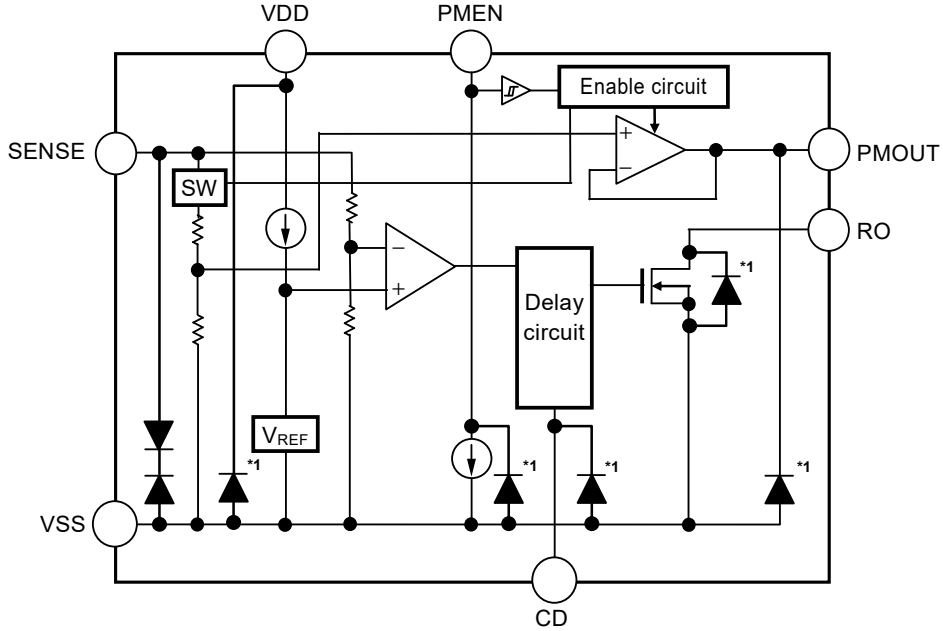 VDD
PMEN
Enable circuit
SENSE
+
−
PMOUT
SW
RO
−
+
*1
Delay
circuit
VREF
*1
*1
*1
*1
VSS
CD